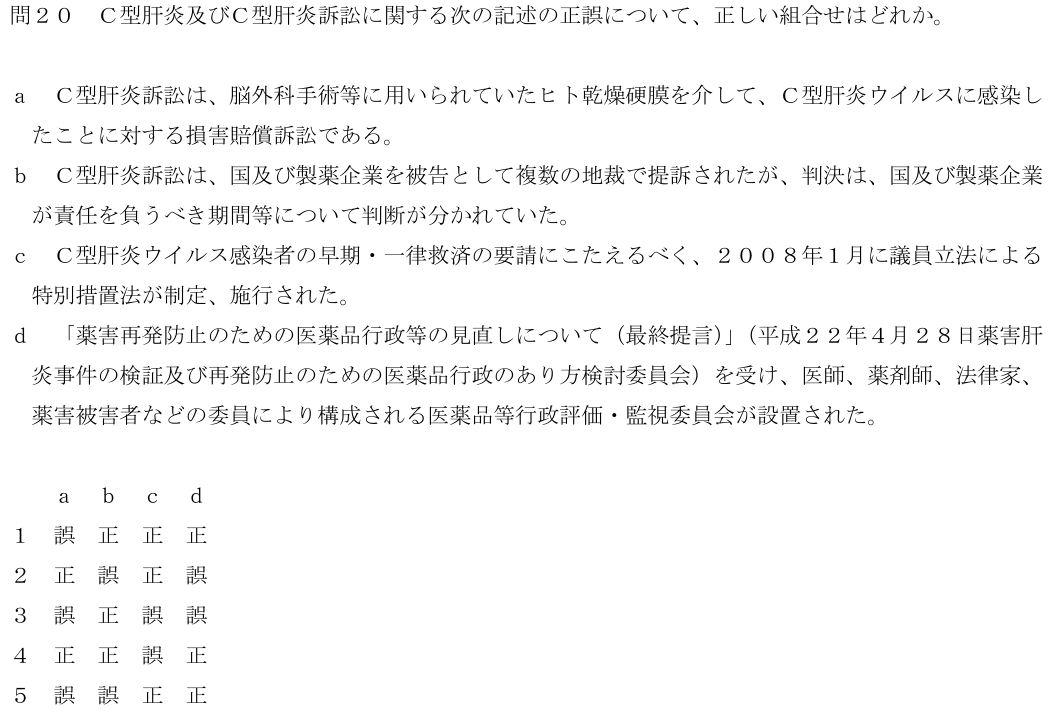 問２０　Ｃ型肝炎及びＣ型肝炎訴訟に関する次の記述の正誤について、正しい組合せはどれか。
a　Ｃ型肝炎訴訟は、脳外科手術等に用いられていたヒト乾燥硬膜を介して、Ｃ型肝炎ウイルスに感染し
たことに対する損害賠償訴訟である。
b　Ｃ型肝炎訴訟は、国及び製薬企業を被告として複数の地裁で提訴されたが、判決は、国及び製薬企業
が責任を負うべき期間等について判断が分かれていた。
c　Ｃ型肝炎ウイルス感染者の早期・一律救済の要請にこたえるべく、２００８年１月に議員立法による
特別措置法が制定、施行された。
d　「薬害再発防止のための医薬品行政等の見直しについて（最終提言）」（平成２２年４月２８日薬害肝
炎事件の検証及び再発防止のための医薬品行政のあり方検討委員会）を受け、医師、薬剤師、法律家、
薬害被害者などの委員により構成される医薬品等行政評価・監視委員会が設置された。
a　b　c　d
1　誤　正　正　正
2　正　誤　正　誤
3　誤　正　誤　誤
4　正　正　誤　正
5　誤　誤　正　正